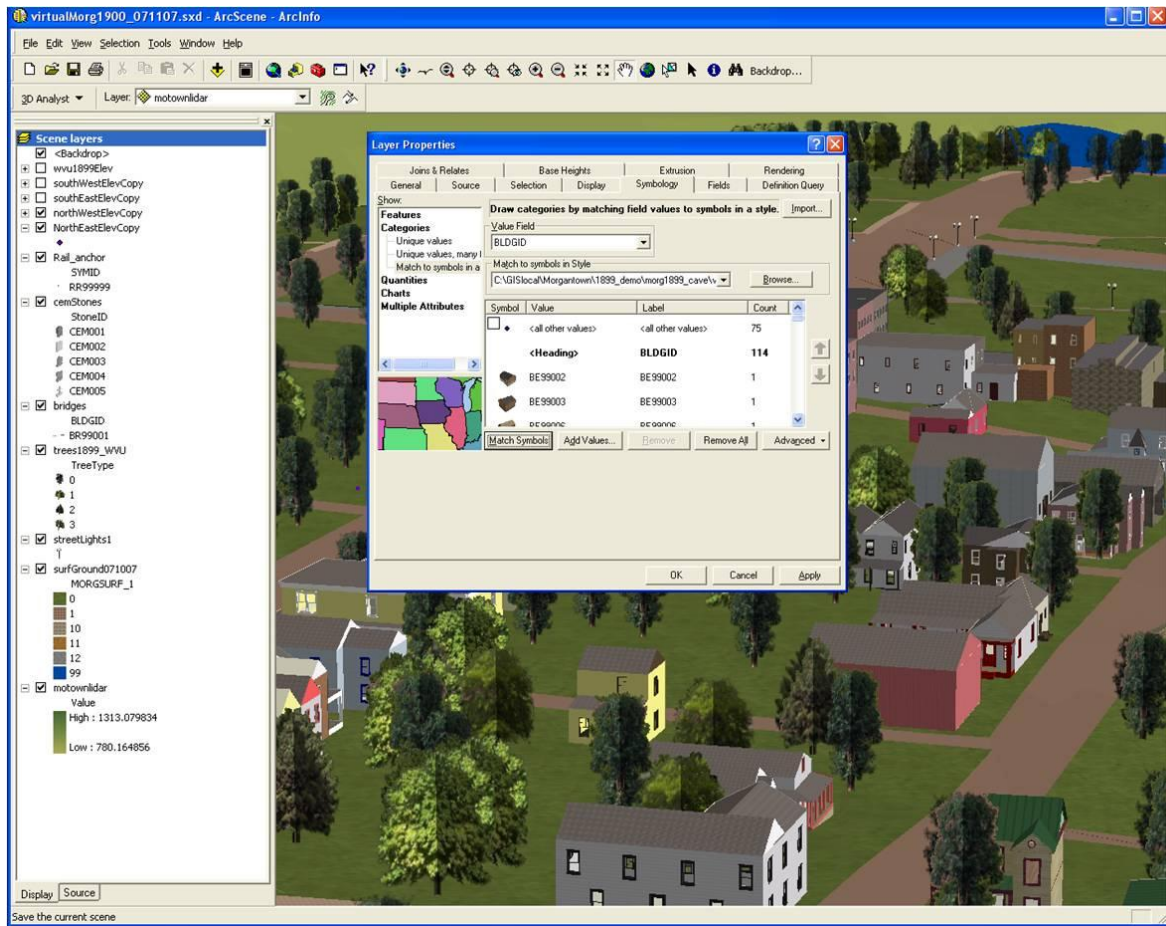 virtualMorg1900_071107.sxd - ArcScene - ArcInfo
File Edit View Selection Tools Window Help
Backdrop...
3D Analyst Layer: motownlidar
Scene layers
<Backdrop>
wvu1899Elev
southWestElevCopy
southEastElevCopy
northWestElevCopy
NorthEastElevCopy
Rail_anchor
SYMID
RR99999
cemStones
StoneID
CEM001
CEM002
CEM003
CEM004
CEM005
bridges
BLDGID
BR99001
trees1899_WVU
TreeType
0
1
2
3
streetLights1
surfGround071007
MORGSURF_1
0
1
10
11
12
99
motownlidar
Value
High : 1313.079834
Low : 780.164856
Display Source
Save the current scene
Layer Properties
Joins & Relates Base Heights Extrusion Rendering
General Source Selection Display Symbology Fields Definition Query
Show:
Features
Categories
Unique values
Unique values, many
Match to symbols in a
Quantities
Charts
Multiple Attributes
Draw categories by matching field values to symbols in a style. Import...
Value Field
BLDGID
Match to symbols in Style
C:\GISlocal\Morgantown\1899_demo\morg1899_cave\v Browse...
Symbol Value Label Count
<all other values> <all other values> 75
<Heading> BLDGID 114
BE99002 BE99002 1
BE99003 BE99003 1
Match Symbols Add Values... Remove Remove All Advanced
OK Cancel Apply